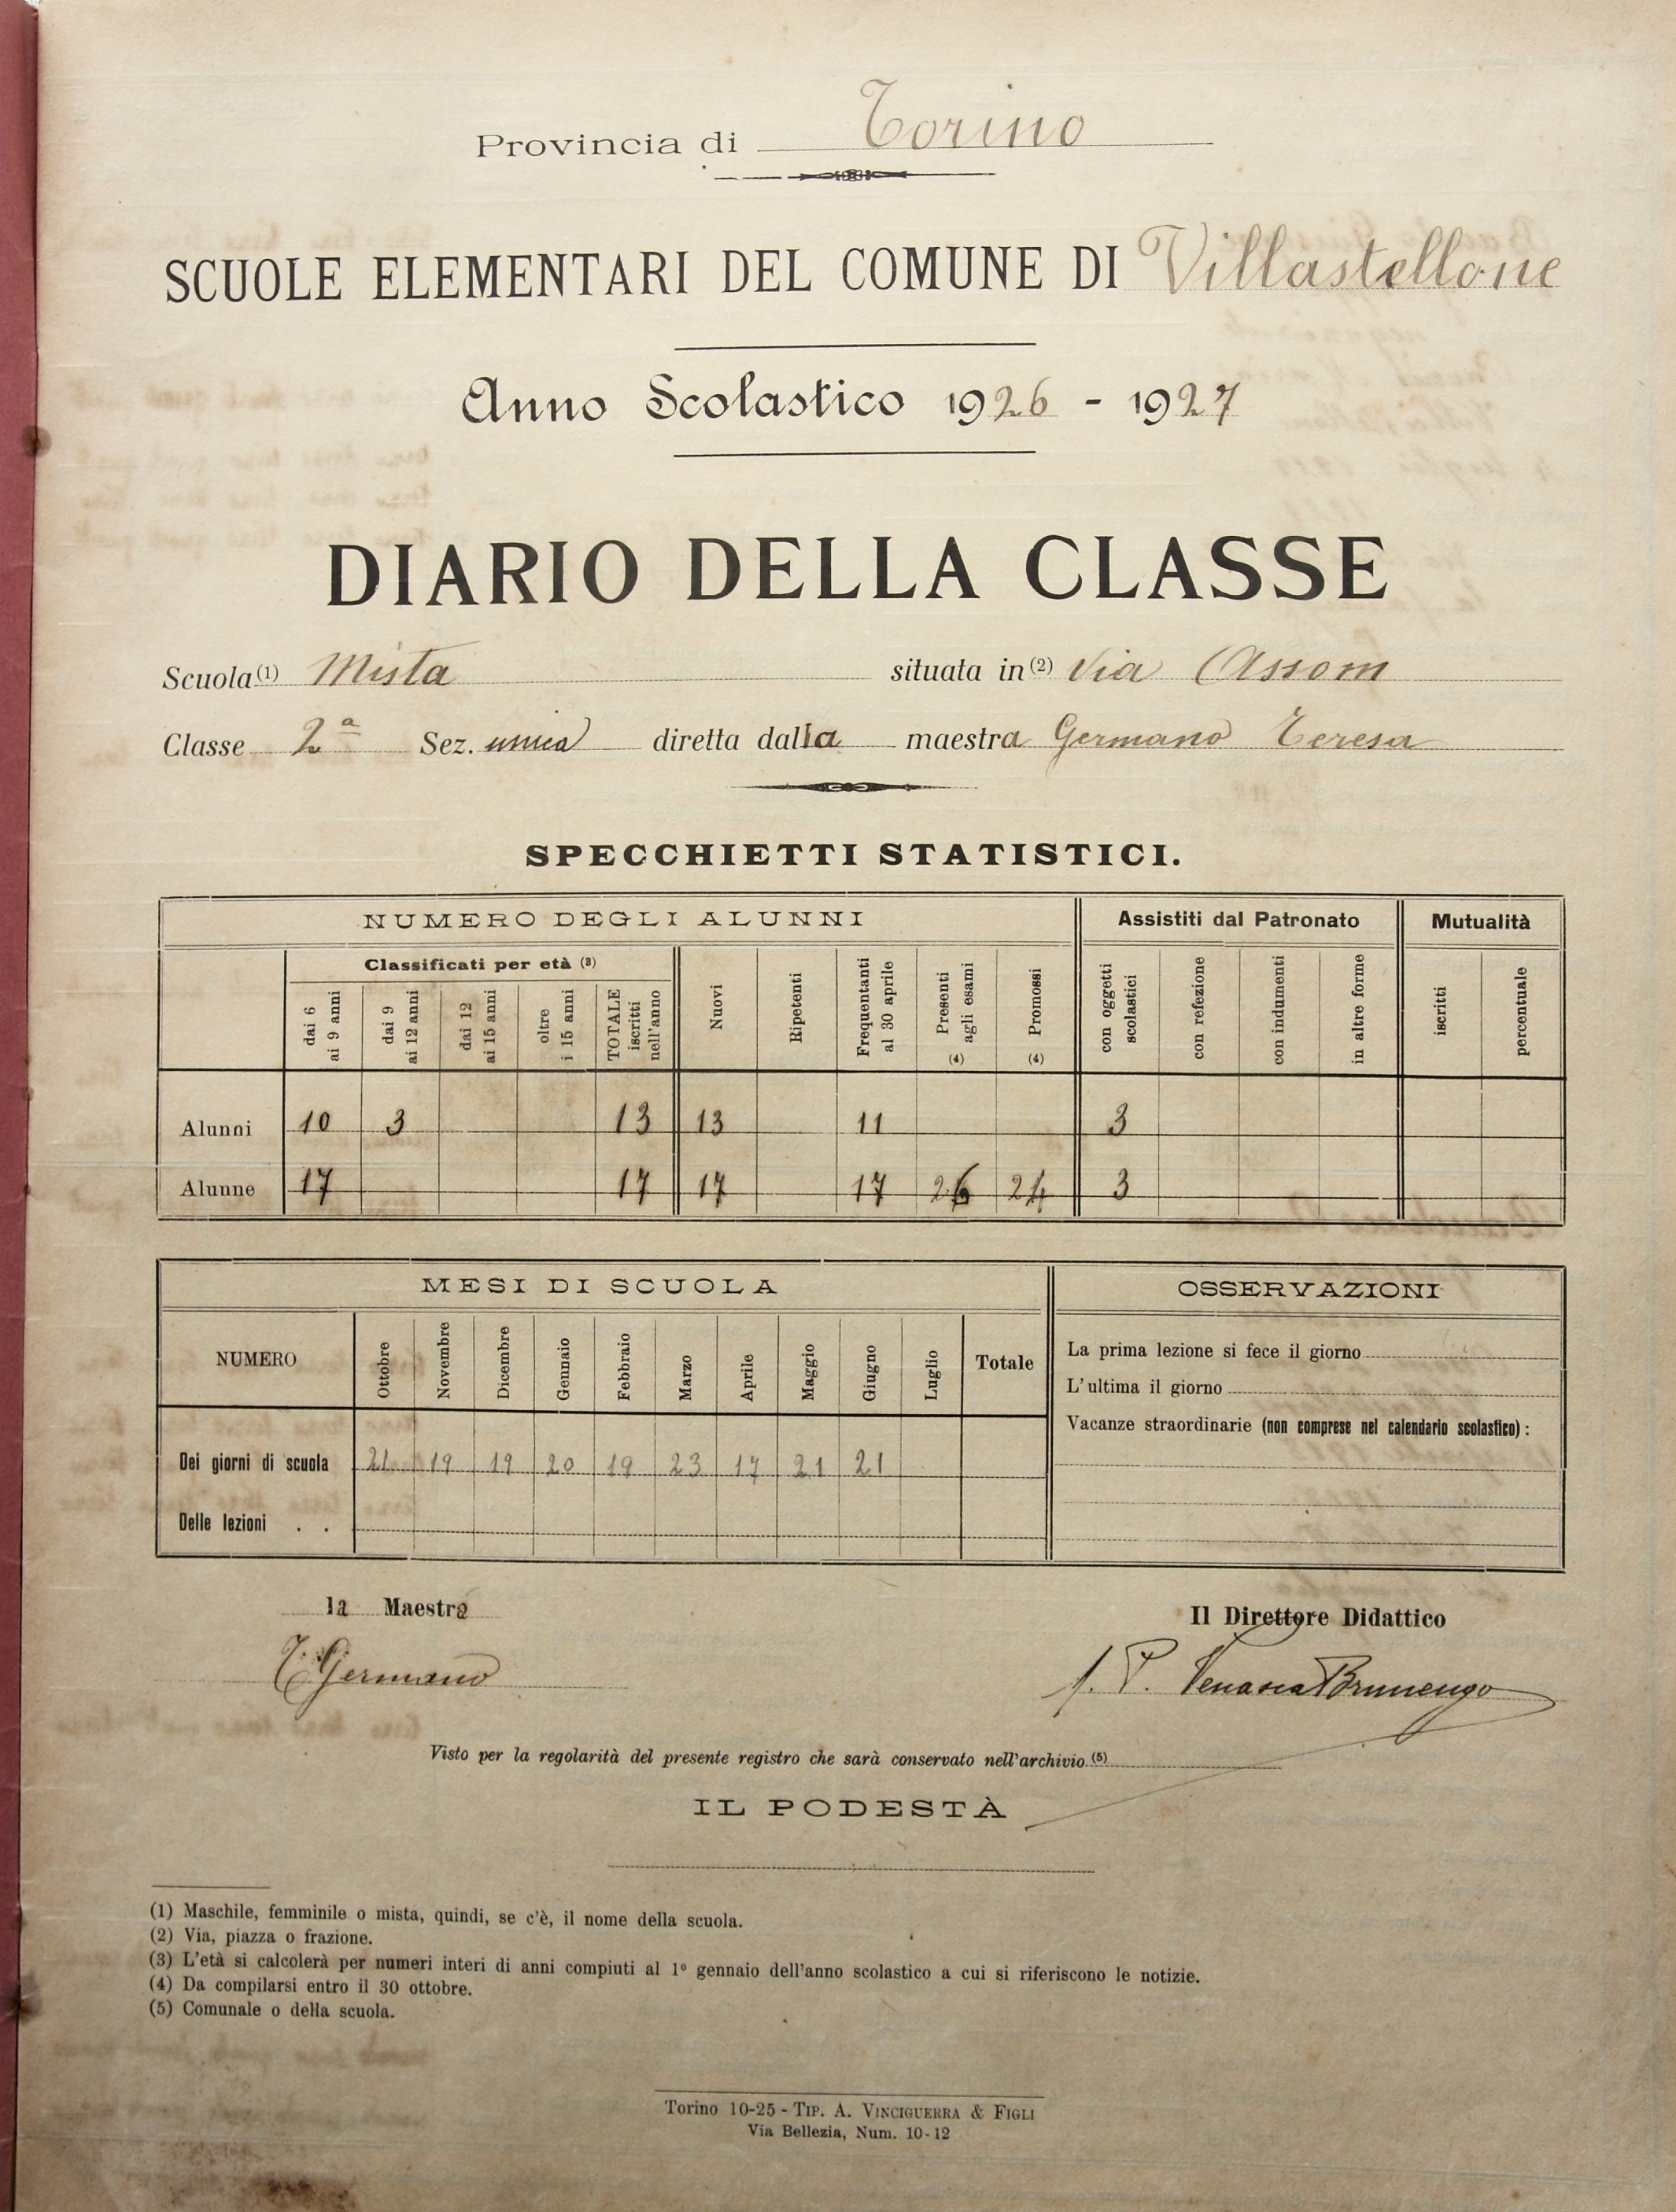 Provincia di Torino
SCUOLE ELEMENTARI DEL COMUNE DI Villastellone
Anno Scolastico 1926 - 1927
DIARIO DELLA CLASSE
Scuola (1) Mista situata in (2) Via Assom
Classe 2ª Sez. unica diretta dalla maestra Germano Teresa
SPECCHIETTI STATISTICI.
NUMERO DEGLI ALUNNI Assistiti dal Patronato Mutualità
Classificati per età (3)
dai 6 ai 9 anni
dai 9 ai 12 anni
dai 12 ai 15 anni
oltre i 15 anni
TOTALE iscritti nell'anno
Nuovi
Ripetenti
Frequentanti al 30 aprile
Presenti agli esami (4)
Promossi (4)
con oggetti scolastici
con refezione
con indumenti
in altre forme
iscritti
percentuale
Alunni 10 3 13 13 11 3
Alunne 17 17 17 17 26 24 3
MESI DI SCUOLA OSSERVAZIONI
NUMERO Ottobre Novembre Dicembre Gennaio Febbraio Marzo Aprile Maggio Giugno Luglio Totale
La prima lezione si fece il giorno
L'ultima il giorno
Vacanze straordinarie (non comprese nel calendario scolastico) :
Dei giorni di scuola 21 19 19 20 19 23 17 21 21
Delle lezioni . .
la Maestra Il Direttore Didattico
T Germano P. Venasca Brunengo
Visto per la regolarità del presente registro che sarà conservato nell'archivio (5)
IL PODESTÀ
(1) Maschile, femminile o mista, quindi, se c'è, il nome della scuola.
(2) Via, piazza o frazione.
(3) L'età si calcolerà per numeri interi di anni compiuti al 1º gennaio dell'anno scolastico a cui si riferiscono le notizie.
(4) Da compilarsi entro il 30 ottobre.
(5) Comunale o della scuola.
Torino 10-25 - TIP. A. VINCIGUERRA & FIGLI
Via Bellezia, Num. 10-12